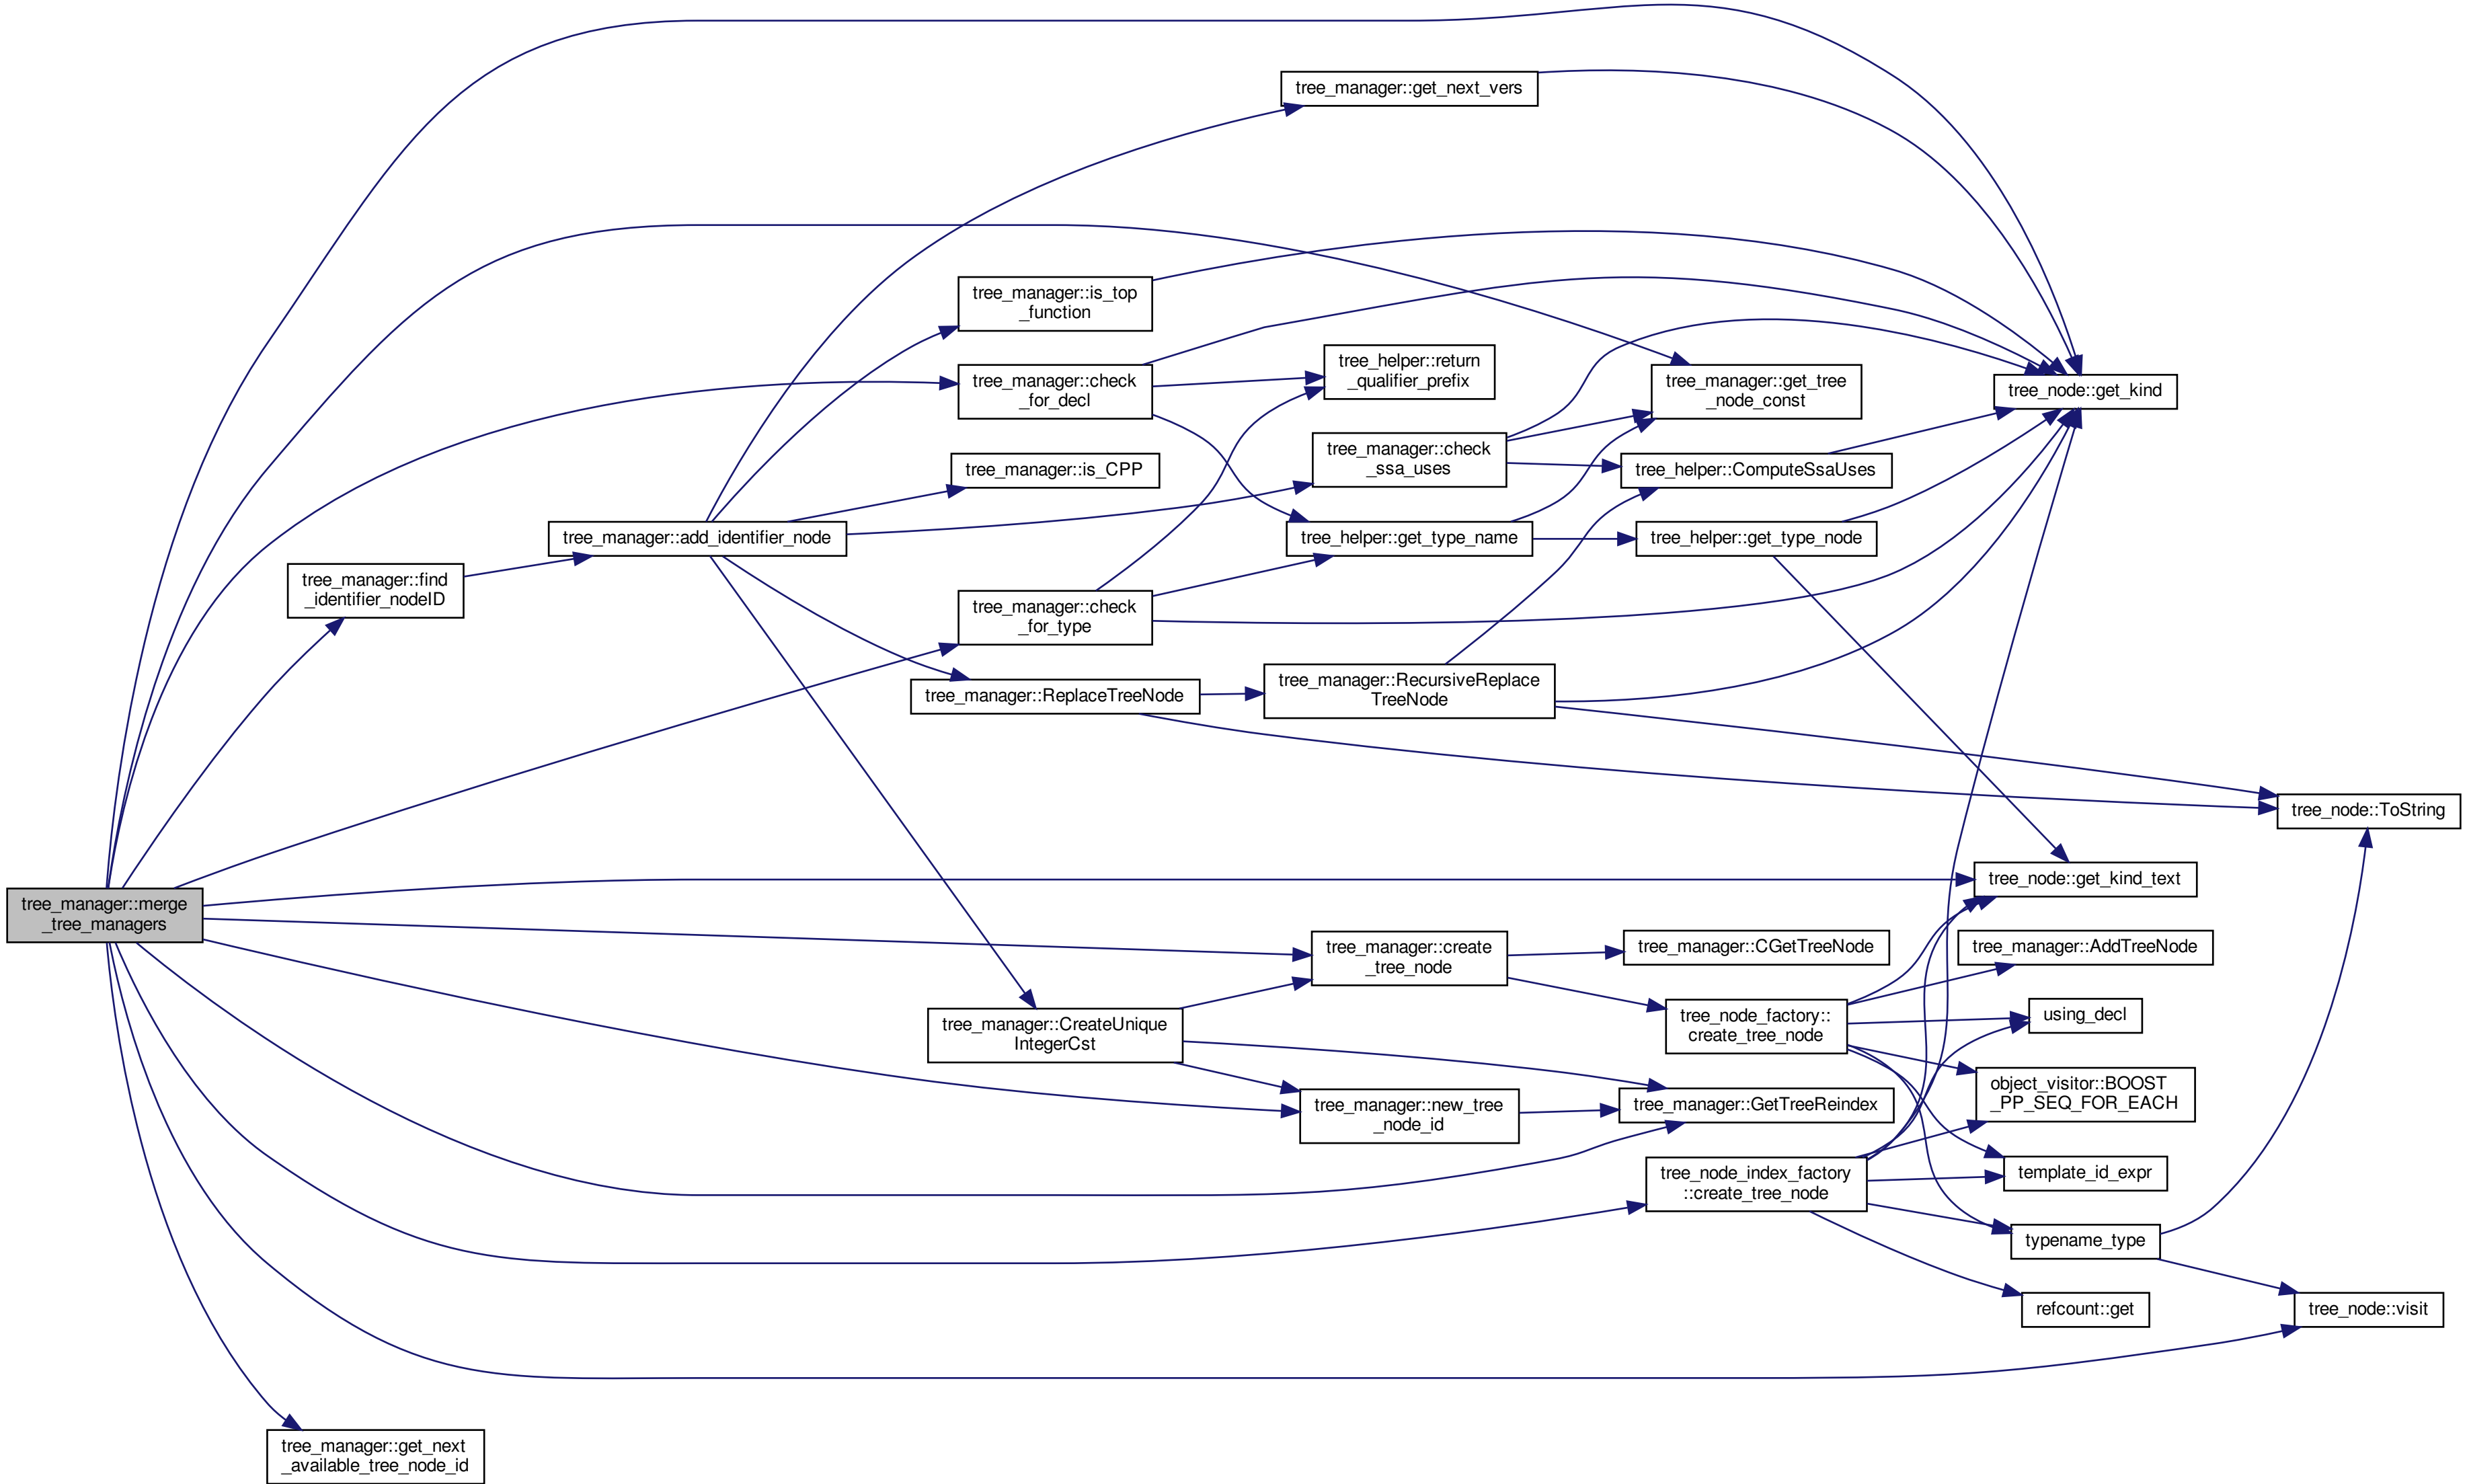 tree_manager::merge
_tree_managers
tree_manager::find
_identifier_nodeID
tree_manager::get_next
_available_tree_node_id
tree_manager::add_identifier_node
tree_manager::is_top
_function
tree_manager::check
_for_decl
tree_manager::is_CPP
tree_manager::check
_for_type
tree_manager::ReplaceTreeNode
tree_manager::CreateUnique
IntegerCst
tree_manager::get_next_vers
tree_helper::return
_qualifier_prefix
tree_manager::check
_ssa_uses
tree_helper::get_type_name
tree_manager::RecursiveReplace
TreeNode
tree_manager::create
_tree_node
tree_manager::new_tree
_node_id
tree_manager::get_tree
_node_const
tree_helper::ComputeSsaUses
tree_helper::get_type_node
tree_manager::CGetTreeNode
tree_node_factory::
create_tree_node
tree_manager::GetTreeReindex
tree_node_index_factory
::create_tree_node
tree_node::get_kind
tree_node::get_kind_text
tree_manager::AddTreeNode
using_decl
object_visitor::BOOST
_PP_SEQ_FOR_EACH
template_id_expr
typename_type
refcount::get
tree_node::ToString
tree_node::visit